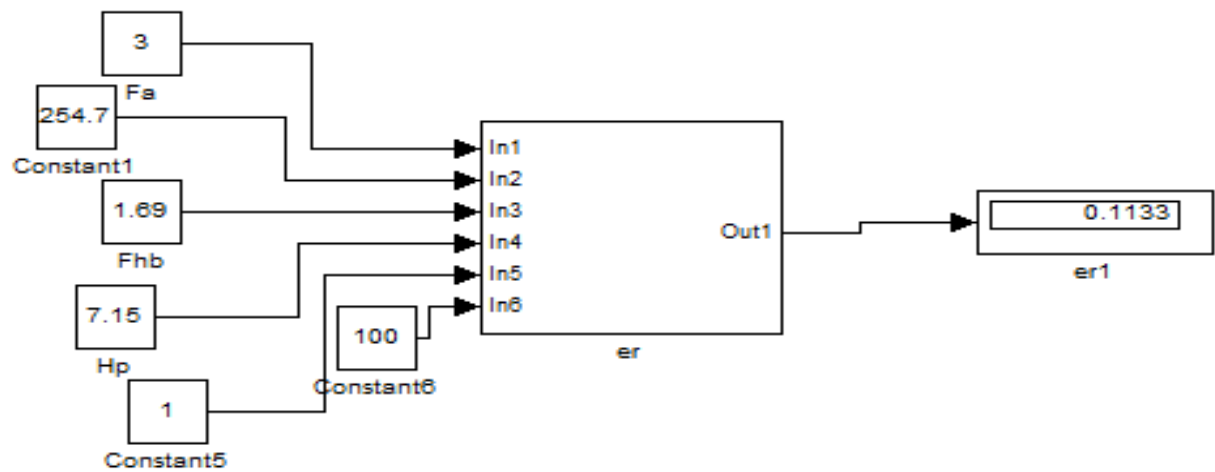 3
Fa
254.7
Constant1
1.69
Fhb
7.15
Hp
1
Constant5
100
Constant6
In1
In2
In3
In4
In5
In6
Out1
er
0.1133
er1